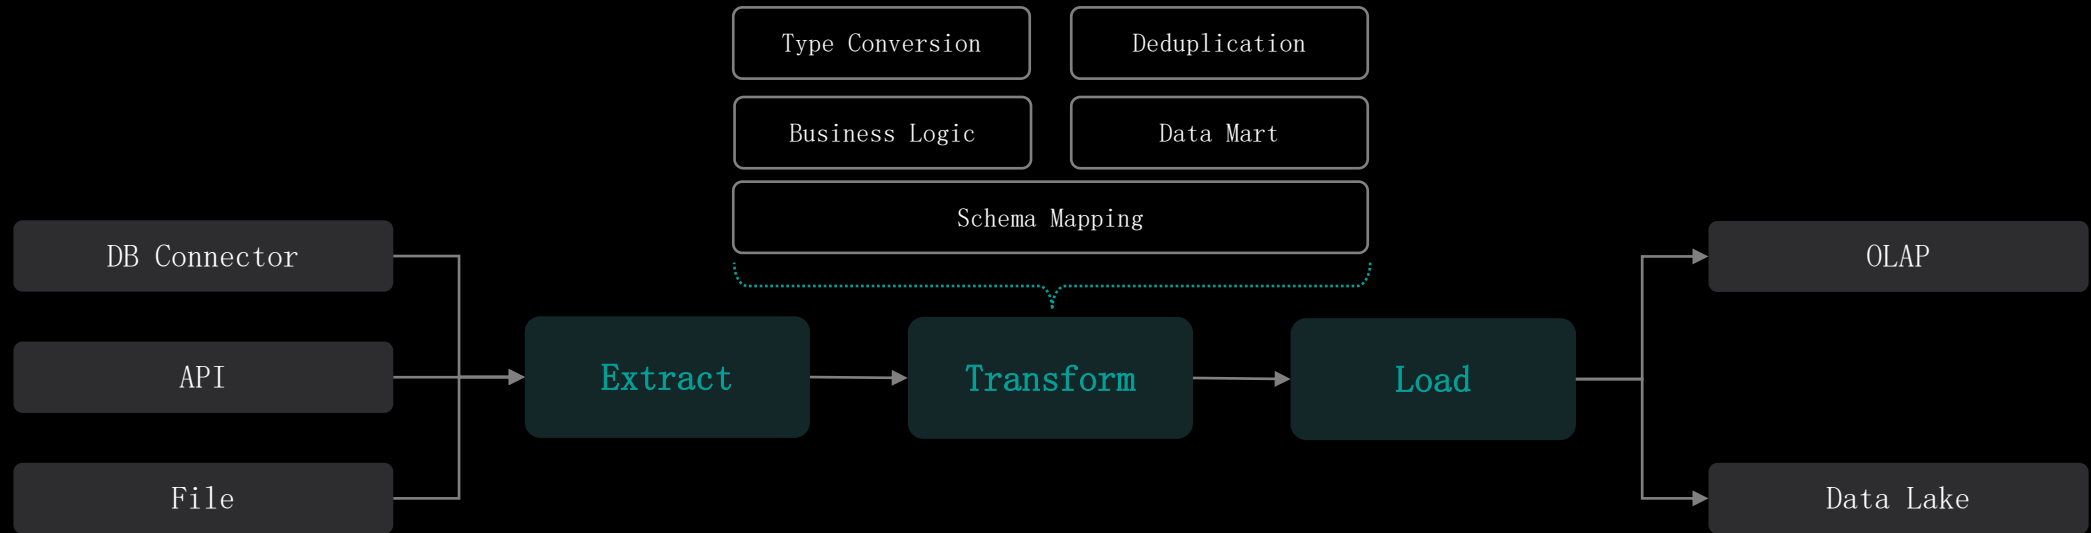 Type Conversion
Deduplication
Business Logic
Data Mart
Schema Mapping
DB Connector
API
File
Extract
Transform
Load
OLAP
Data Lake